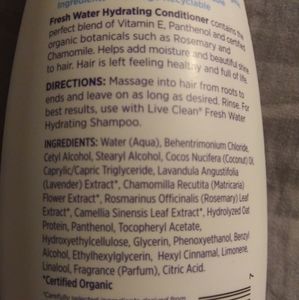 Fresh Water Hydrating Conditioner contains the
perfect blend of Vitamin E, Panthenol and certified
organic botanicals such as Rosemary and
Chamomile. Helps add moisture and beautiful shine
to hair. Hair is left feeling healthy and full of life.
DIRECTIONS: Massage into hair from roots to
ends and leave on as long as desired. Rinse. For
best results, use with Live Clean® Fresh Water
Hydrating Shampoo.
INGREDIENTS: Water (Aqua), Behentrimonium Chloride,
Cetyl Alcohol, Stearyl Alcohol, Cocos Nucifera (Coconut) Oil,
Caprylic/Capric Triglyceride, Lavandula Angustifolia
(Lavender) Extract*, Chamomilla Recutita (Matricaria)
Flower Extract*, Rosmarinus Officinalis (Rosemary) Leaf
Extract*, Camellia Sinensis Leaf Extract*, Hydrolyzed Oat
Protein, Panthenol, Tocopheryl Acetate,
Hydroxyethylcellulose, Glycerin, Phenoxyethanol, Benzyl
Alcohol, Ethylhexylglycerin, Hexyl Cinnamal, Limonene,
Linalool, Fragrance (Parfum), Citric Acid.
*Certified Organic